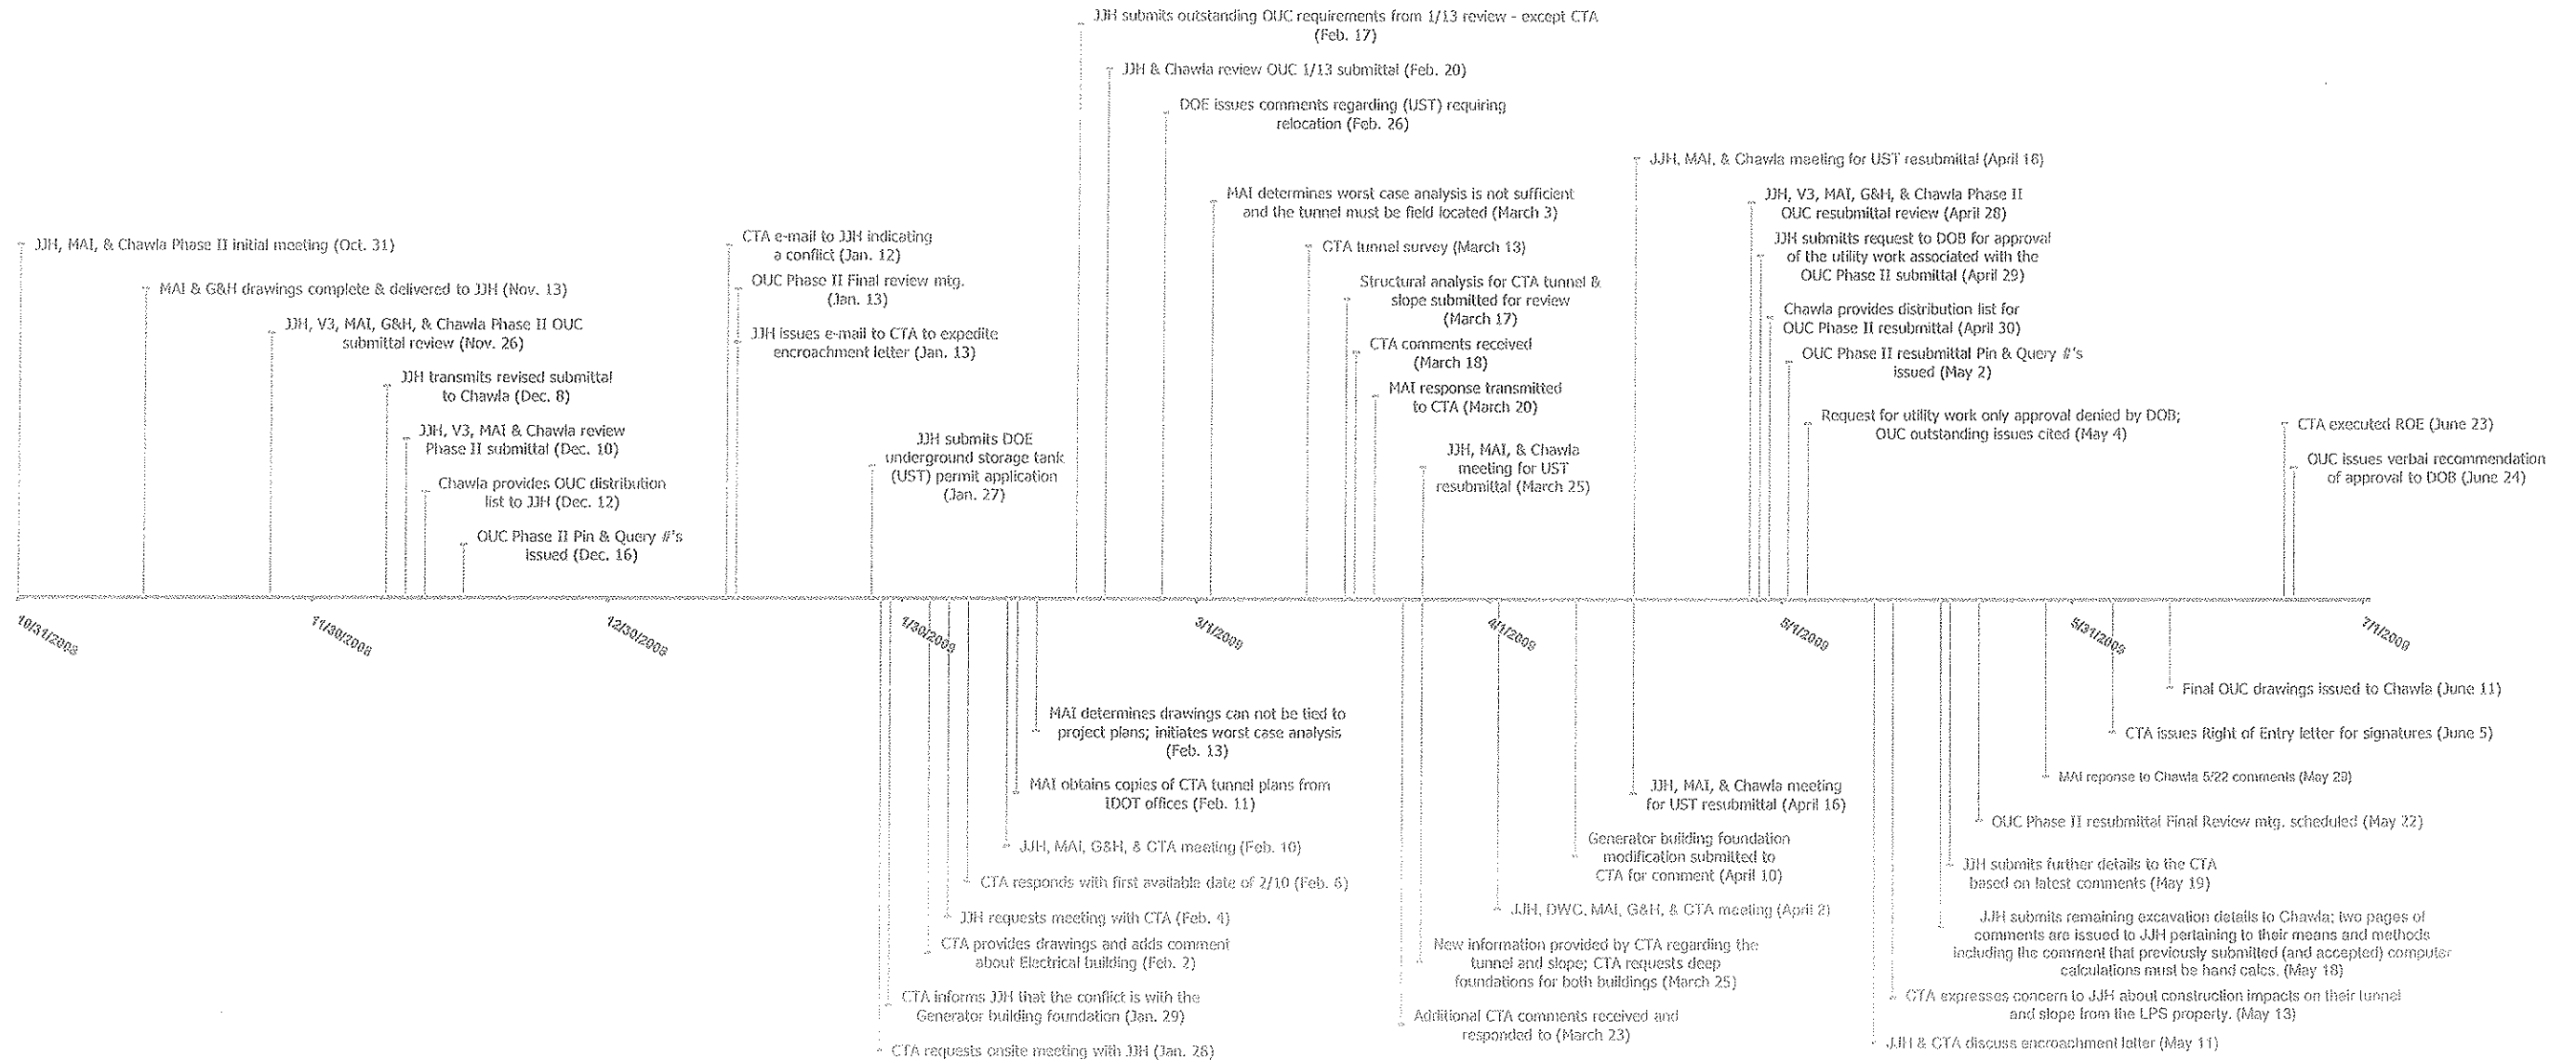 JJH submits outstanding OUC requirements from 1/13 review - except CTA
(Feb. 17)
JJH & Chawla review OUC 1/13 submittal (Feb. 20)
DOE issues comments regarding (UST) requiring
relocation (Feb. 26)
JJH, MAI, & Chawla meeting for UST resubmittal (April 16)
MAI determines worst case analysis is not sufficient
and the tunnel must be field located (March 3)
JJH, V3, MAI, G&H, & Chawla Phase II
OUC resubmittal review (April 28)
JJH, MAI, & Chawla Phase II initial meeting (Oct. 31)
CTA e-mail to JJH indicating
a conflict (Jan. 12)
CTA tunnel survey (March 13)
JJH submits request to DOB for approval
of the utility work associated with the
OUC Phase II submittal (April 29)
MAI & G&H drawings complete & delivered to JJH (Nov. 13)
OUC Phase II Final review mtg.
(Jan. 13)
Structural analysis for CTA tunnel &
slope submitted for review
(March 17)
Chawla provides distribution list for
OUC Phase II resubmittal (April 30)
JJH, V3, MAI, G&H, & Chawla Phase II OUC
submittal review (Nov. 26)
JJH issues e-mail to CTA to expedite
encroachment letter (Jan. 13)
CTA comments received
(March 18)
OUC Phase II resubmittal Pin & Query #'s
issued (May 2)
JJH transmits revised submittal
to Chawla (Dec. 8)
MAI response transmitted
to CTA (March 20)
Request for utility work only approval denied by DOB;
OUC outstanding issues cited (May 4)
CTA executed ROE (June 23)
JJH, V3, MAI & Chawla review
Phase II submittal (Dec. 10)
JJH submits DOE
underground storage tank
(UST) permit application
(Jan. 27)
JJH, MAI, & Chawla
meeting for UST
resubmittal (March 25)
OUC issues verbal recommendation
of approval to DOB (June 24)
Chawla provides OUC distribution
list to JJH (Dec. 12)
OUC Phase II Pin & Query #'s
issued (Dec. 16)
10/31/2008
11/30/2008
12/30/2008
1/30/2009
3/1/2009
4/1/2009
5/1/2009
5/31/2009
7/1/2009
Final OUC drawings issued to Chawla (June 11)
MAI determines drawings can not be tied to
project plans; initiates worst case analysis
(Feb. 13)
CTA issues Right of Entry letter for signatures (June 5)
MAI reponse to Chawla 5/22 comments (May 29)
MAI obtains copies of CTA tunnel plans from
IDOT offices (Feb. 11)
JJH, MAI, & Chawla meeting
for UST resubmittal (April 16)
OUC Phase II resubmittal Final Review mtg. scheduled (May 22)
JJH, MAI, G&H, & CTA meeting (Feb. 10)
Generator building foundation
modification submitted to
CTA for comment (April 10)
JJH submits further details to the CTA
based on latest comments (May 19)
CTA responds with first available date of 2/10 (Feb. 6)
JJH requests meeting with CTA (Feb. 4)
JJH, DWC, MAI, G&H, & CTA meeting (April 2)
JJH submits remaining excavation details to Chawla; two pages of
comments are issued to JJH pertaining to their means and methods
including the comment that previously submitted (and accepted) computer
calculations must be hand calcs. (May 18)
CTA provides drawings and adds comment
about Electrical building (Feb. 2)
New information provided by CTA regarding the
tunnel and slope; CTA requests deep
foundations for both buildings (March 25)
CTA informs JJH that the conflict is with the
Generator building foundation (Jan. 29)
CTA expresses concern to JJH about construction impacts on their tunnel
and slope from the LPS property. (May 13)
Additional CTA comments received and
responded to (March 23)
CTA requests onsite meeting with JJH (Jan. 28)
JJH & CTA discuss encroachment letter (May 11)